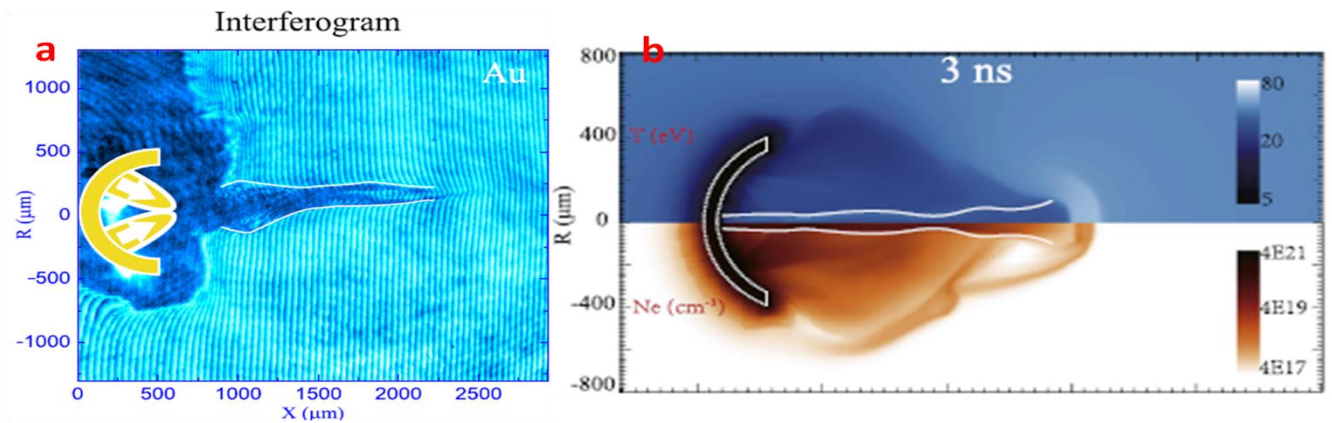 Interferogram
a
Au
1000
500
0
-500
-1000
R (µm)
0 500 1000 1500 2000 2500
X (µm)
b
3 ns
800
400
0
-400
-800
R (µm)
T (eV)
80
20
5
Ne (cm⁻³)
4E21
4E19
4E17